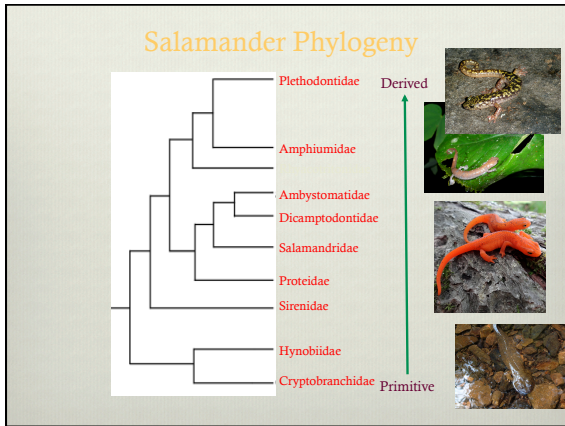 Salamander Phylogeny
Plethodontidae
Derived
Amphiumidae
Ambystomatidae
Dicamptodontidae
Salamandridae
Proteidae
Sirenidae
Hynobiidae
Cryptobranchidae
Primitive